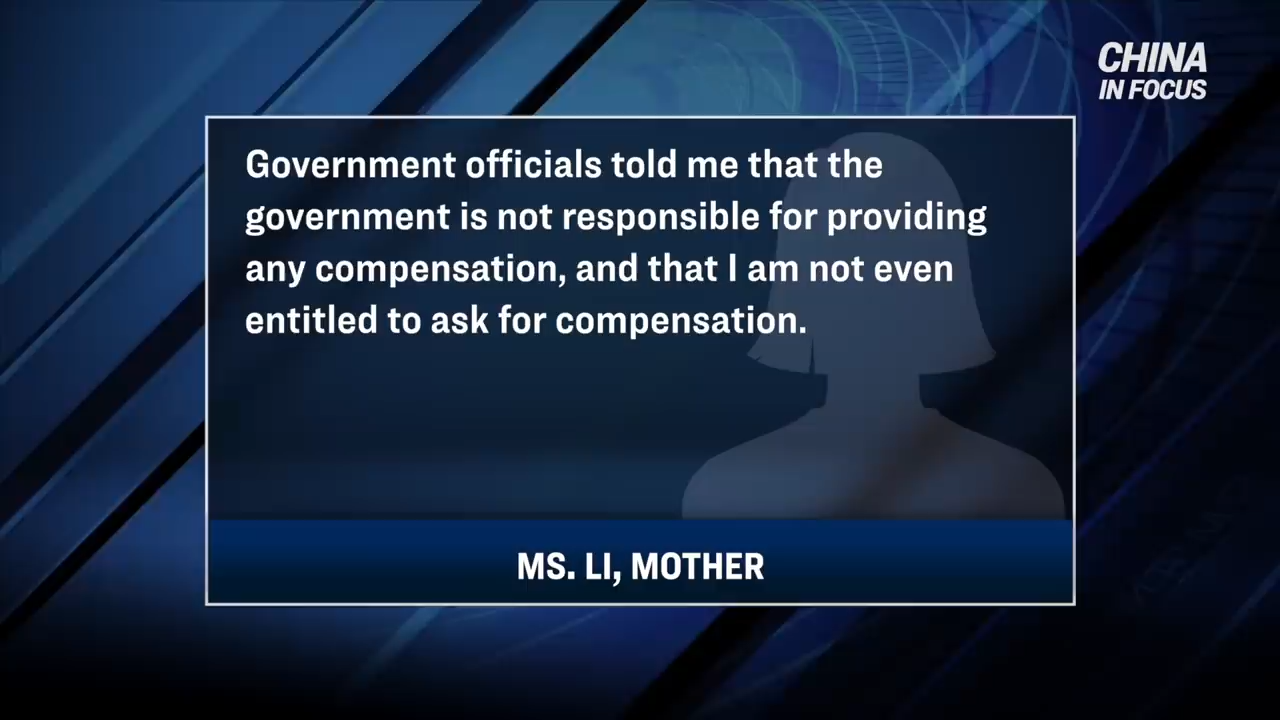 CHINA
IN FOCUS
Government officials told me that the
government is not responsible for providing
any compensation, and that I am not even
entitled to ask for compensation.
MS. LI, MOTHER